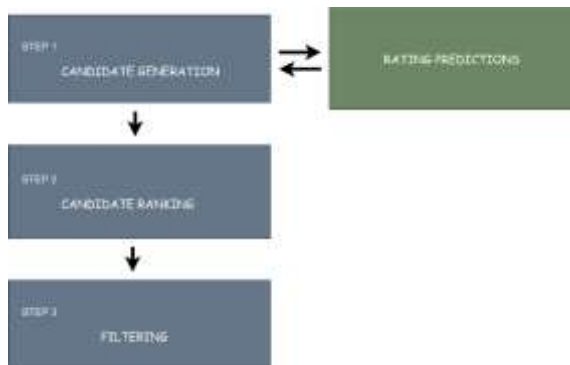 STEP 1
CANDIDATE GENERATION
RATING PREDICTIONS
STEP 2
CANDIDATE RANKING
STEP 3
FILTERING